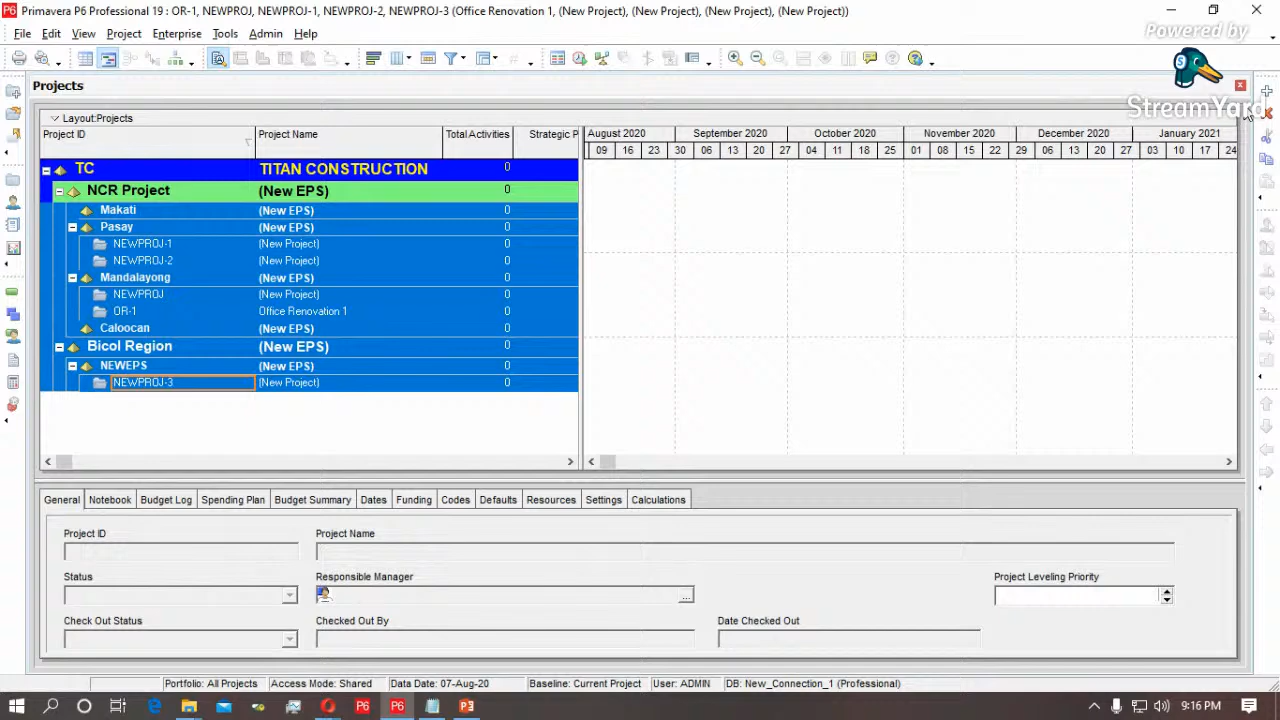 Primavera P6 Professional 19 : OR-1, NEWPROJ, NEWPROJ-1, NEWPROJ-2, NEWPROJ-3 (Office Renovation 1, (New Project), (New Project), (New Project), (New Project))
File Edit View Project Enterprise Tools Admin Help
Powered by
StreamYard
Projects
Layout:Projects
Project ID Project Name Total Activities Strategic P
August 2020 September 2020 October 2020 November 2020 December 2020 January 2021
09 16 23 30 06 13 20 27 04 11 18 25 01 08 15 22 29 06 13 20 27 03 10 17 24
TC TITAN CONSTRUCTION 0
NCR Project (New EPS) 0
Makati (New EPS) 0
Pasay (New EPS) 0
NEWPROJ-1 (New Project) 0
NEWPROJ-2 (New Project) 0
Mandalayong (New EPS) 0
NEWPROJ (New Project) 0
OR-1 Office Renovation 1 0
Caloocan (New EPS) 0
Bicol Region (New EPS) 0
NEWEPS (New EPS) 0
NEWPROJ-3 (New Project) 0
General Notebook Budget Log Spending Plan Budget Summary Dates Funding Codes Defaults Resources Settings Calculations
Project ID Project Name
Status Responsible Manager Project Leveling Priority
Check Out Status Checked Out By Date Checked Out
Portfolio: All Projects Access Mode: Shared Data Date: 07-Aug-20 Baseline: Current Project User: ADMIN DB: New_Connection_1 (Professional)
9:16 PM